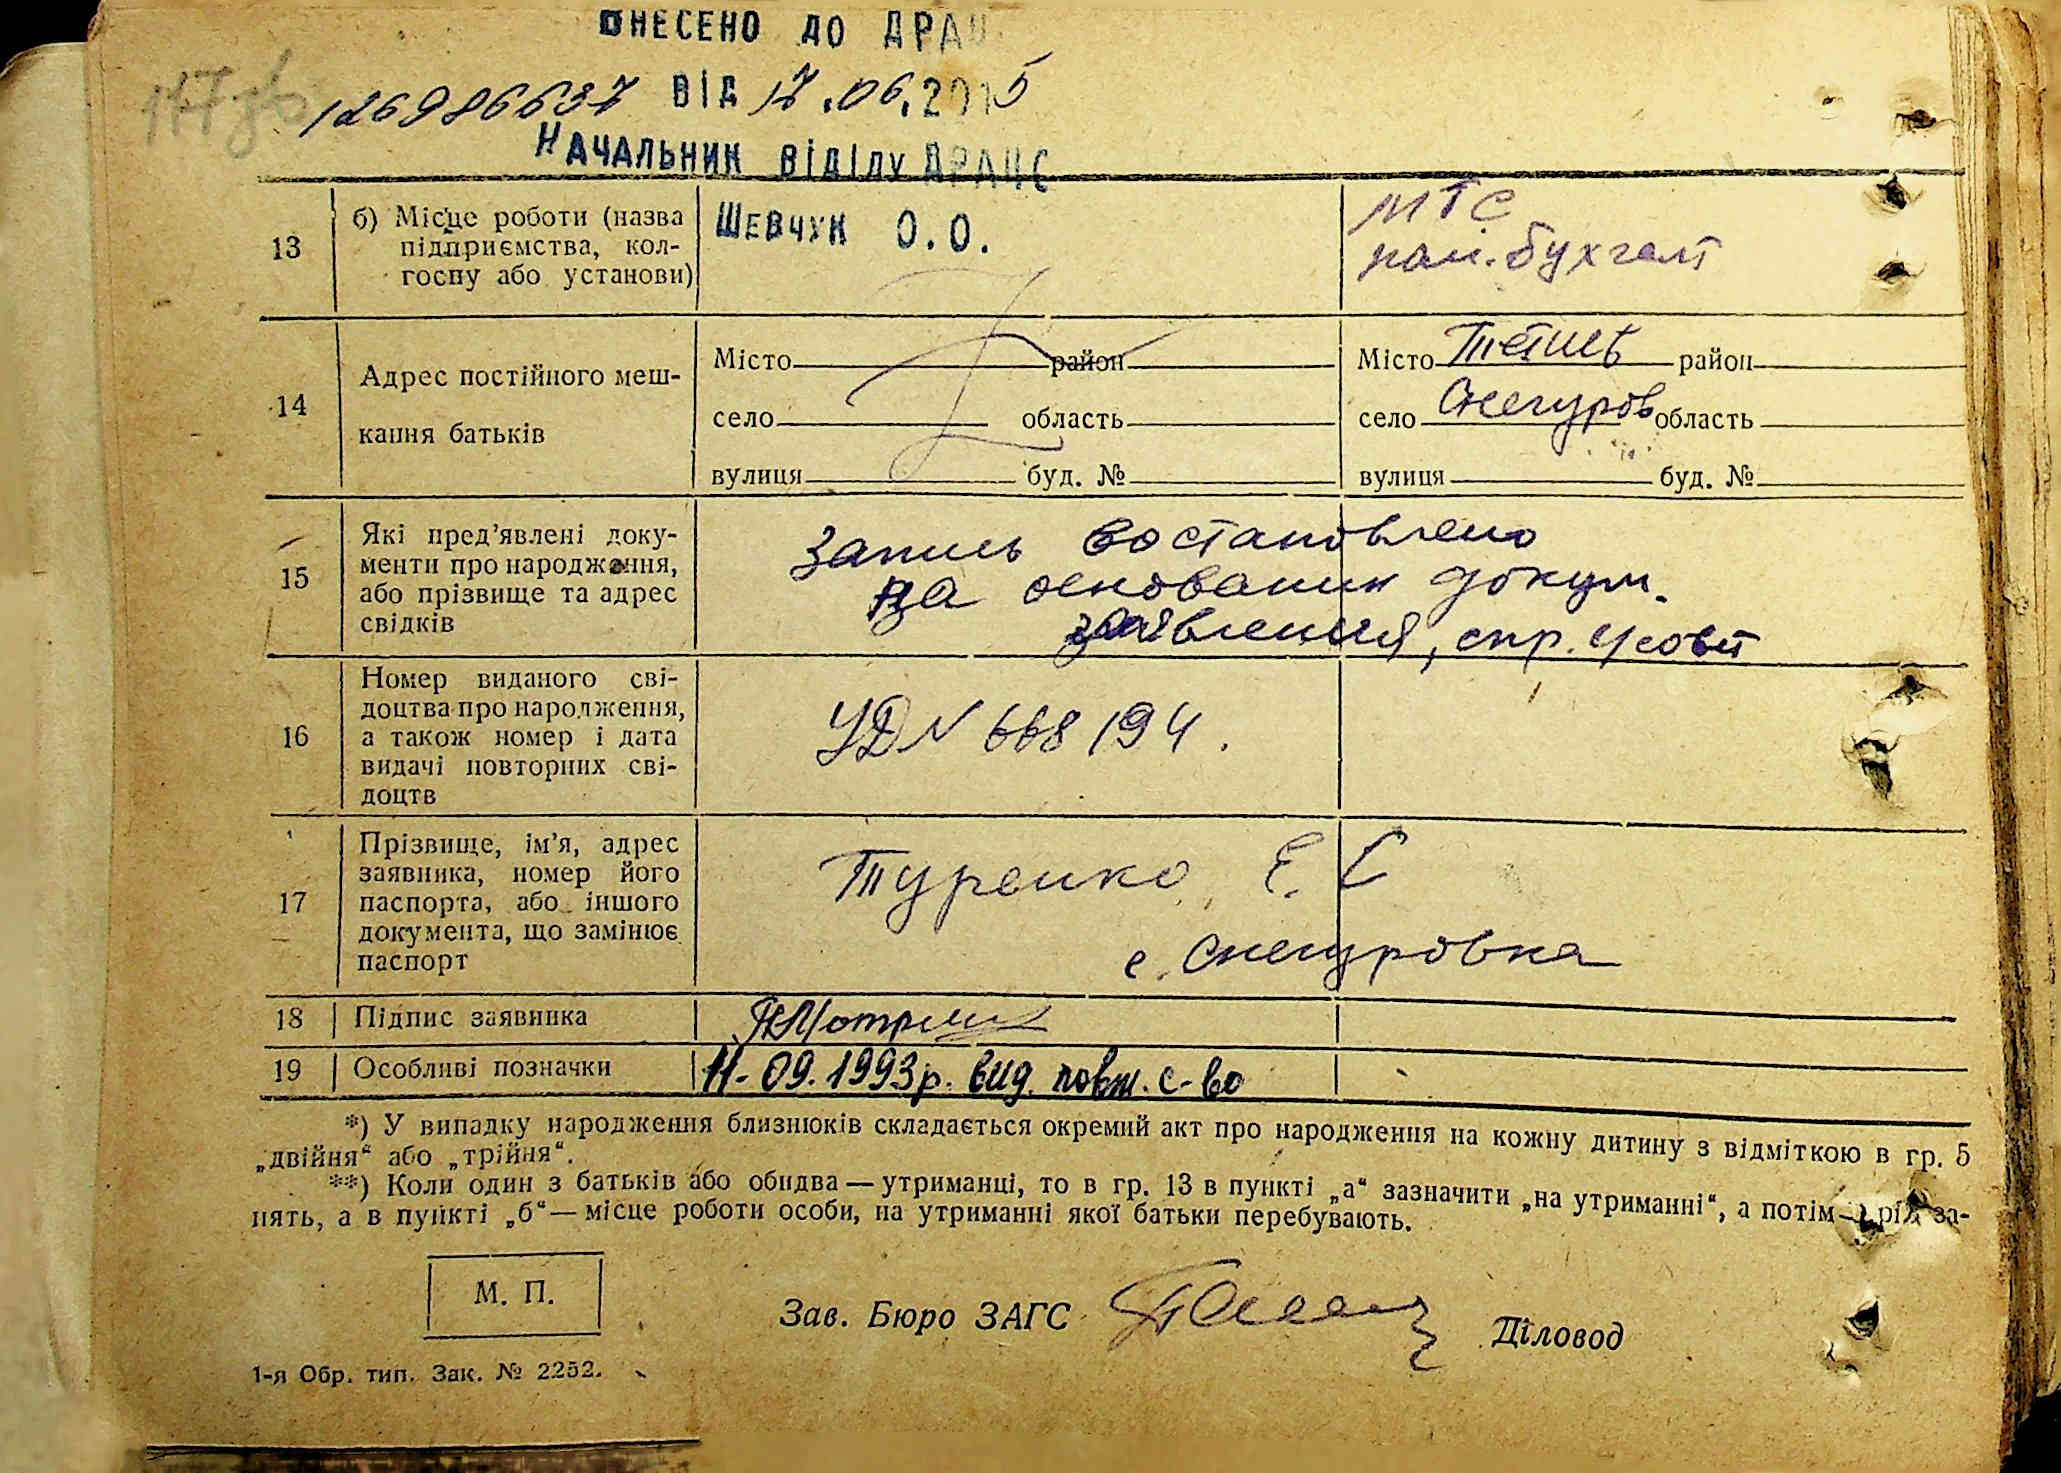 ВНЕСЕНО ДО ДРАЦ
126986637 ВІД 17.06.2015
НАЧАЛЬНИК ВІДІЛУ ДРАЦС
13
б) Місце роботи (назва
підприємства, кол-
госпу або установи)
ШЕВЧУК О.О.
МТС
пом. бухгалт
14
Адрес постійного меш-
кання батьків
Місто район
село область
вулиця буд. №
Місто Тетиев район
село Снегуров область
вулиця буд. №
15
Які пред'явлені доку-
менти про народження,
або прізвище та адрес
свідків
Запись востановлено
на основании докум.
заявления, спр.
16
Номер виданого сві-
доцтва про народження,
а також номер і дата
видачі повторних сві-
доцтв
УД N 668194.
17
Прізвище, ім'я, адрес
заявника, номер його
паспорта, або іншого
документа, що замінює
паспорт
Туренко Е. С
с. Снегуровка
18
Підпис заявника
19
Особливі позначки
11-09.1993р. вид. повт. с-во
*) У випадку народження близнюків складається окремий акт про народження на кожну дитину з відміткою в гр. 5
„двійня“ або „трійня“.
**) Коли один з батьків або обидва — утриманці, то в гр. 13 в пункті „а“ зазначити „на утриманні“, а потім — рід за-
нять, а в пункті „б“ — місце роботи особи, на утриманні якої батьки перебувають.
М. П.
Зав. Бюро ЗАГС
Діловод
1-я Обр. тип. Зак. № 2252.